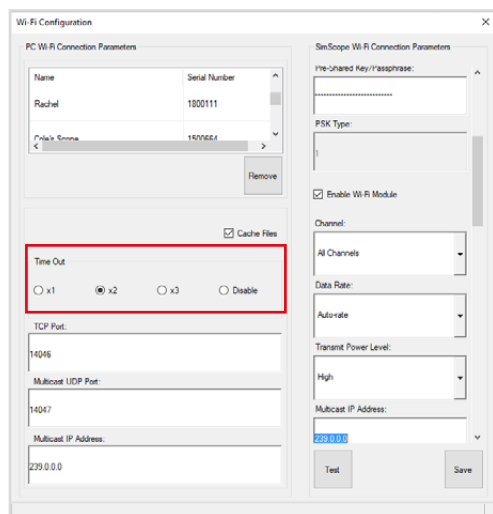 Wi-Fi Configuration
PC Wi-Fi Connection Parameters
Name Serial Number
Rachel 1800111
Cole's Scope 1500664
Remove
Cache Files
Time Out
x1 x2 x3 Disable
TCP Port:
14046
Multicast UDP Port:
14047
Multicast IP Address:
239.0.0.0
SimScope Wi-Fi Connection Parameters
Pre-Shared Key/Passphrase:
PSK Type:
1
Enable Wi-Fi Module
Channel:
All Channels
Data Rate:
Auto-rate
Transmit Power Level:
High
Multicast IP Address:
239.0.0.0
Test Save